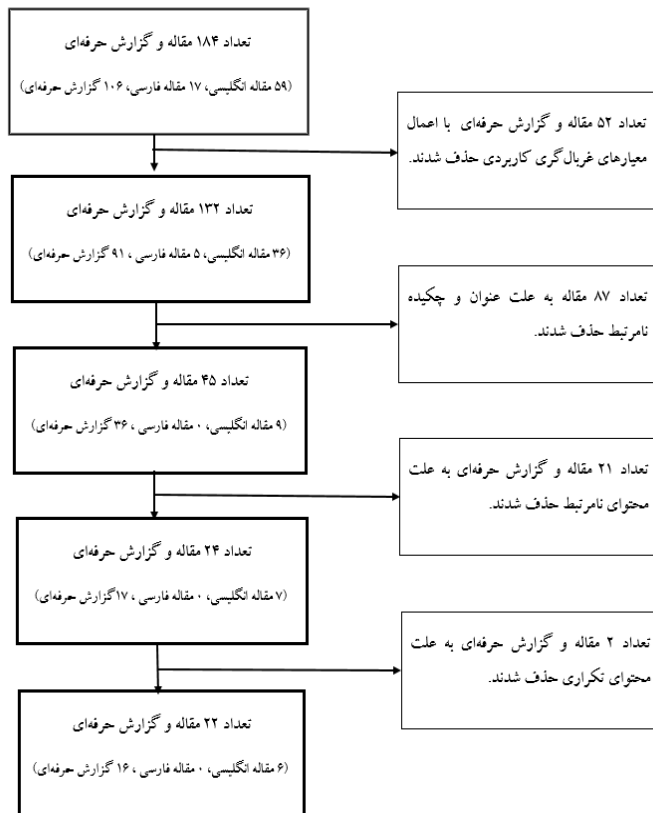 تعداد ۱۸۴ مقاله و گزارش حرفه‌ای
(۵۹ مقاله انگلیسی، ۱۷ مقاله فارسی، ۱۰۶ گزارش حرفه‌ای)
تعداد ۵۲ مقاله و گزارش حرفه‌ای با اعمال
معیارهای غربال‌گری کاربردی حذف شدند.
تعداد ۱۳۲ مقاله و گزارش حرفه‌ای
(۳۶ مقاله انگلیسی، ۵ مقاله فارسی ، ۹۱ گزارش حرفه‌ای)
تعداد ۸۷ مقاله به علت عنوان و چکیده
نامرتبط حذف شدند.
تعداد ۴۵ مقاله و گزارش حرفه‌ای
(۹ مقاله انگلیسی، ۰ مقاله فارسی ، ۳۶ گزارش حرفه‌ای)
تعداد ۲۱ مقاله و گزارش حرفه‌ای به علت
محتوای نامرتبط حذف شدند.
تعداد ۲۴ مقاله و گزارش حرفه‌ای
(۷ مقاله انگلیسی، ۰ مقاله فارسی ، ۱۷گزارش حرفه‌ای)
تعداد ۲ مقاله و گزارش حرفه‌ای به علت
محتوای تکراری حذف شدند.
تعداد ۲۲ مقاله و گزارش حرفه‌ای
(۶ مقاله انگلیسی، ۰ مقاله فارسی ، ۱۶ گزارش حرفه‌ای)